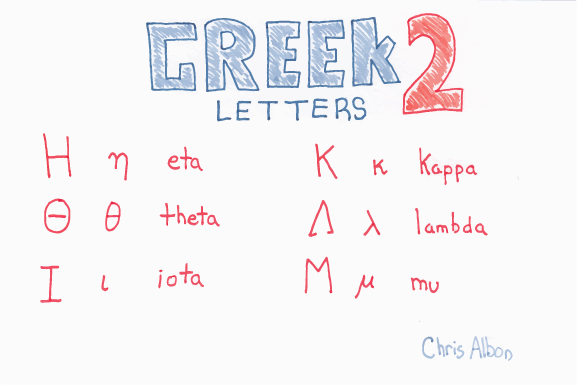 GREEK 2
LETTERS
Η η eta
Θ θ theta
Ι ι iota
Κ κ kappa
Λ λ lambda
Μ μ mu
Chris Albon